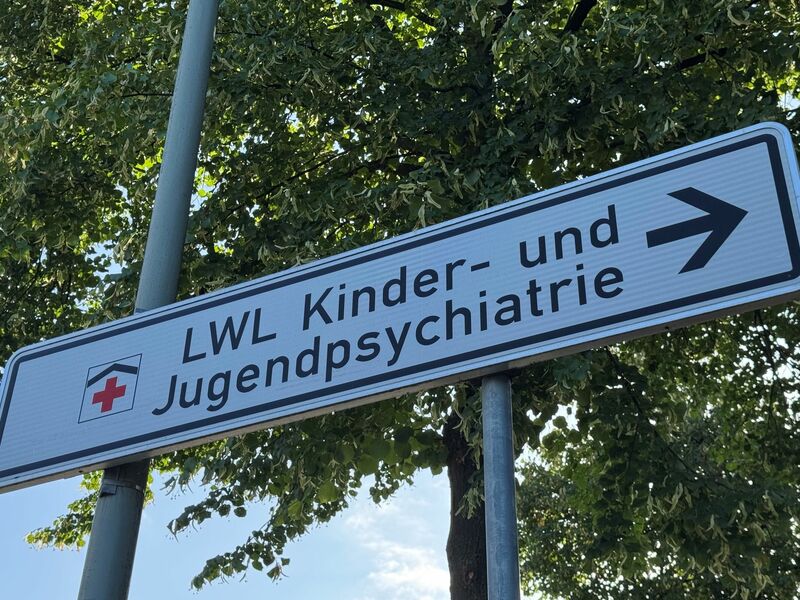 LWL Kinder- und
Jugendpsychiatrie